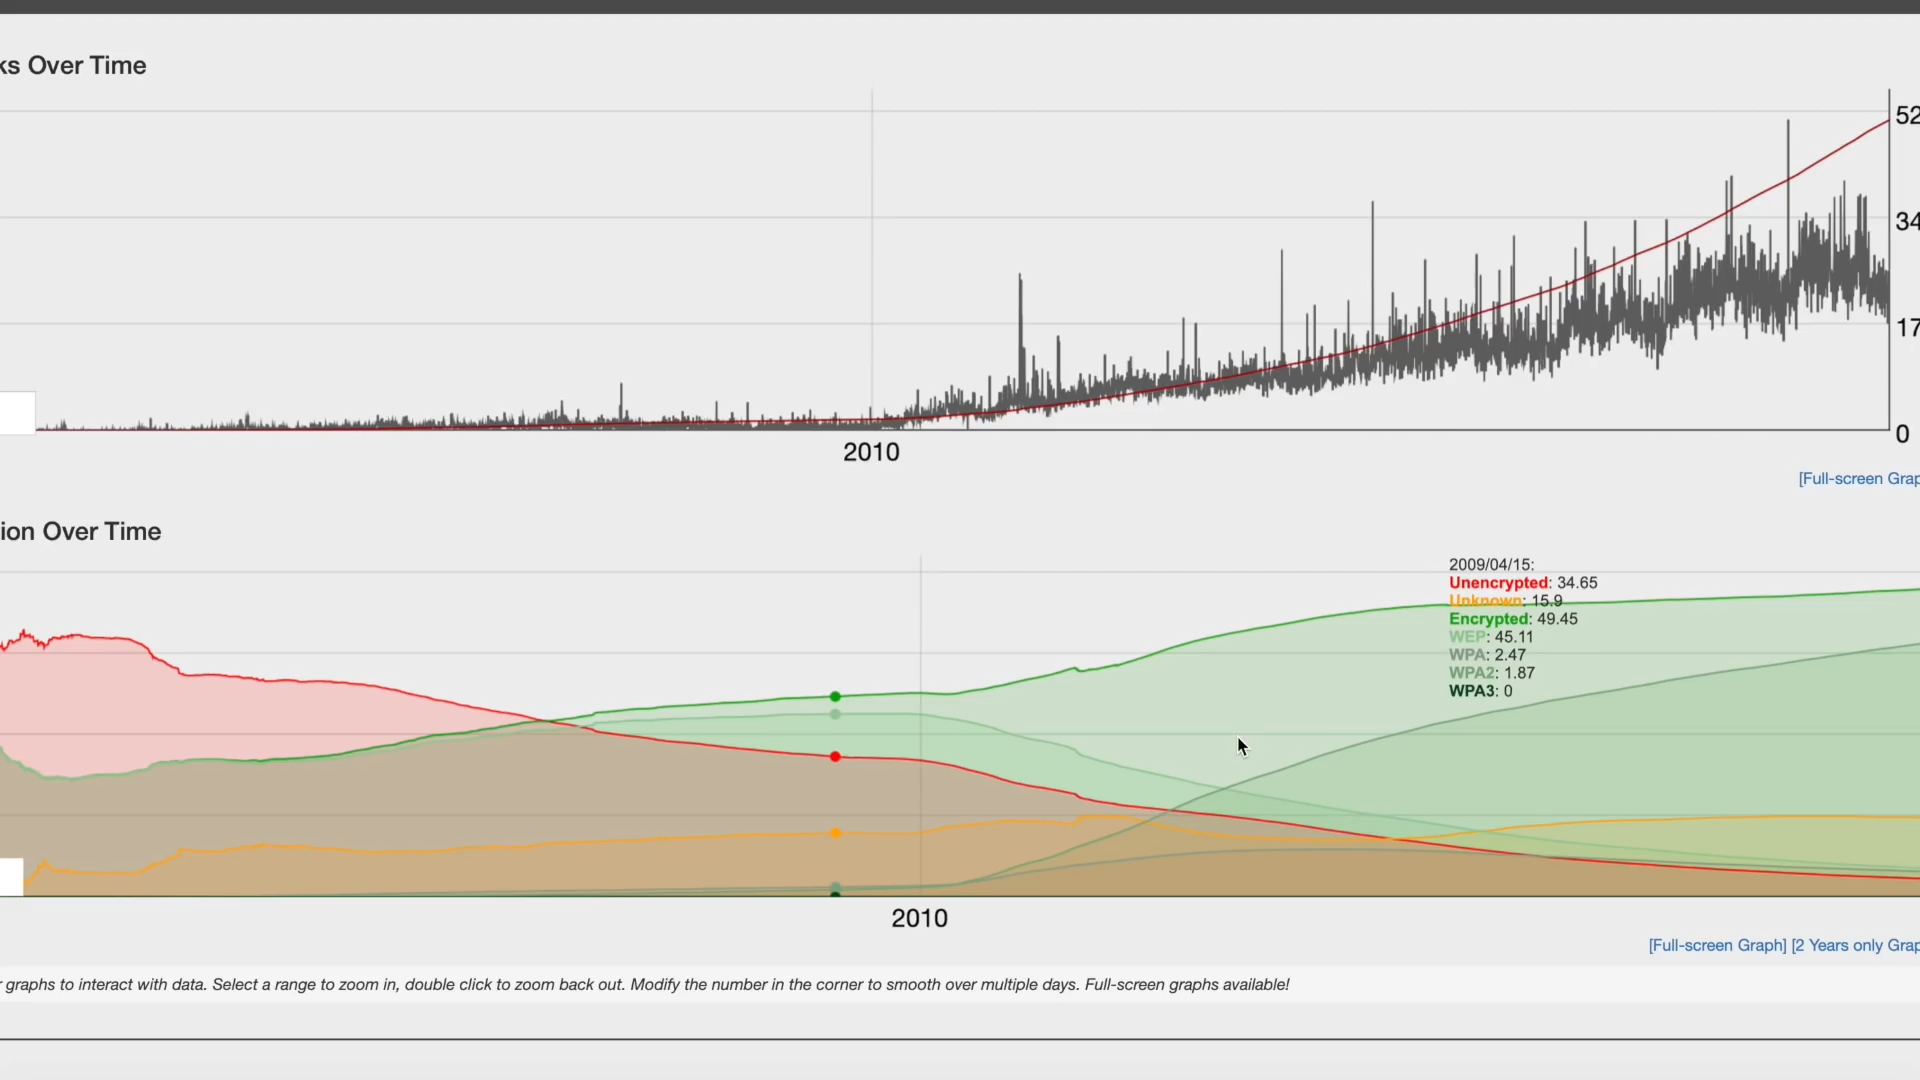 ks Over Time
52
34
17
0
2010
[Full-screen Grap
ion Over Time
2009/04/15:
Unencrypted: 34.65
Unknown: 15.9
Encrypted: 49.45
WEP: 45.11
WPA: 2.47
WPA2: 1.87
WPA3: 0
2010
[Full-screen Graph] [2 Years only Grap
r graphs to interact with data. Select a range to zoom in, double click to zoom back out. Modify the number in the corner to smooth over multiple days. Full-screen graphs available!